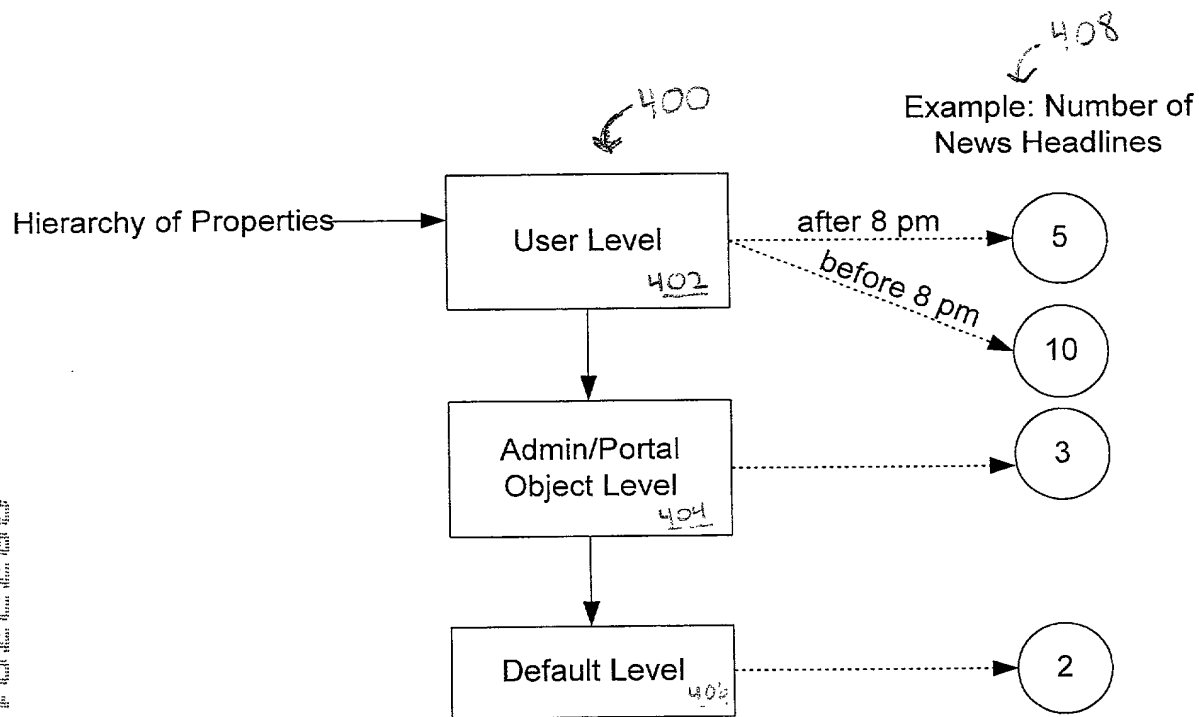 408
400
Example: Number of
News Headlines
Hierarchy of Properties
User Level
402
after 8 pm
before 8 pm
5
10
Admin/Portal
Object Level
404
3
Default Level
406
2